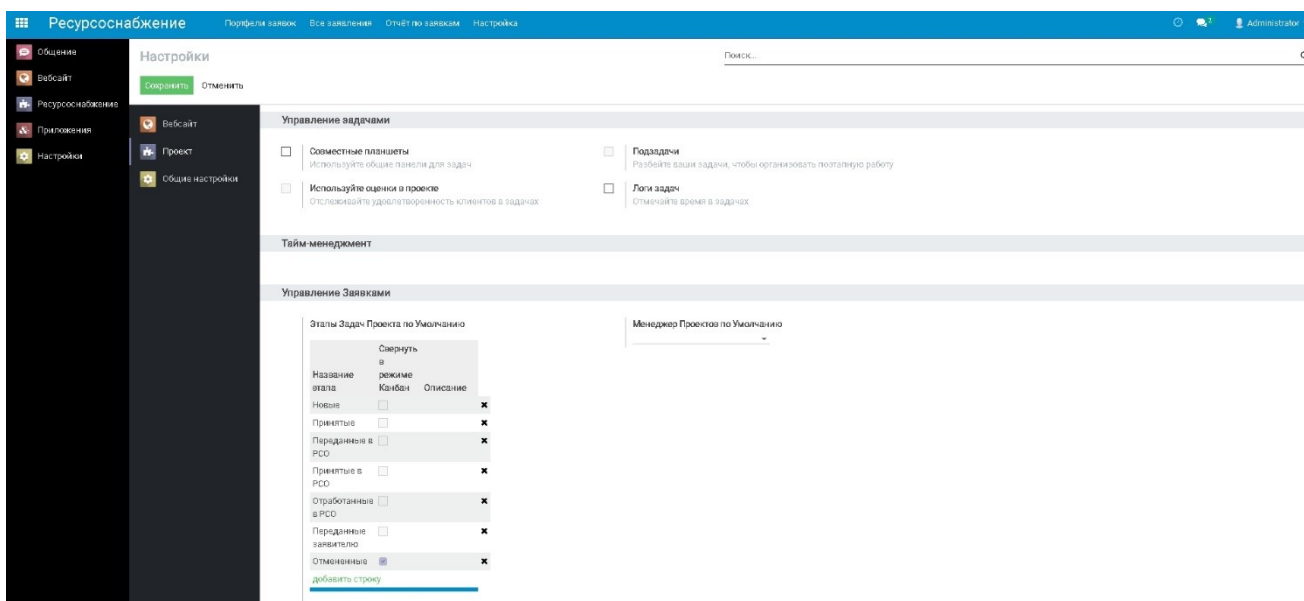 Ресурсоснабжение
Портфели заявок Все заявления Отчёт по заявкам Настройка
1 Administrator
Общение
Вебсайт
Ресурсоснабжение
Приложения
Настройки
Настройки
Поиск...
Сохранить Отменить
Вебсайт
Проект
Общие настройки
Управление задачами
Совместные планшеты
Используйте общие панели для задач
Подзадачи
Разбейте ваши задачи, чтобы организовать поэтапную работу
Используйте оценки в проекте
Отслеживайте удовлетворенность клиентов в задачах
Логи задач
Отмечайте время в задачах
Тайм-менеджмент
Управление Заявками
Этапы Задач Проекта по Умолчанию
Менеджер Проектов по Умолчанию
Название
этапа
Свернуть
в
режиме
Канбан
Описание
Новые
Принятые
Переданные в
РСО
Принятые в
РСО
Отработанные
в РСО
Переданные
заявителю
Отмененные
добавить строку